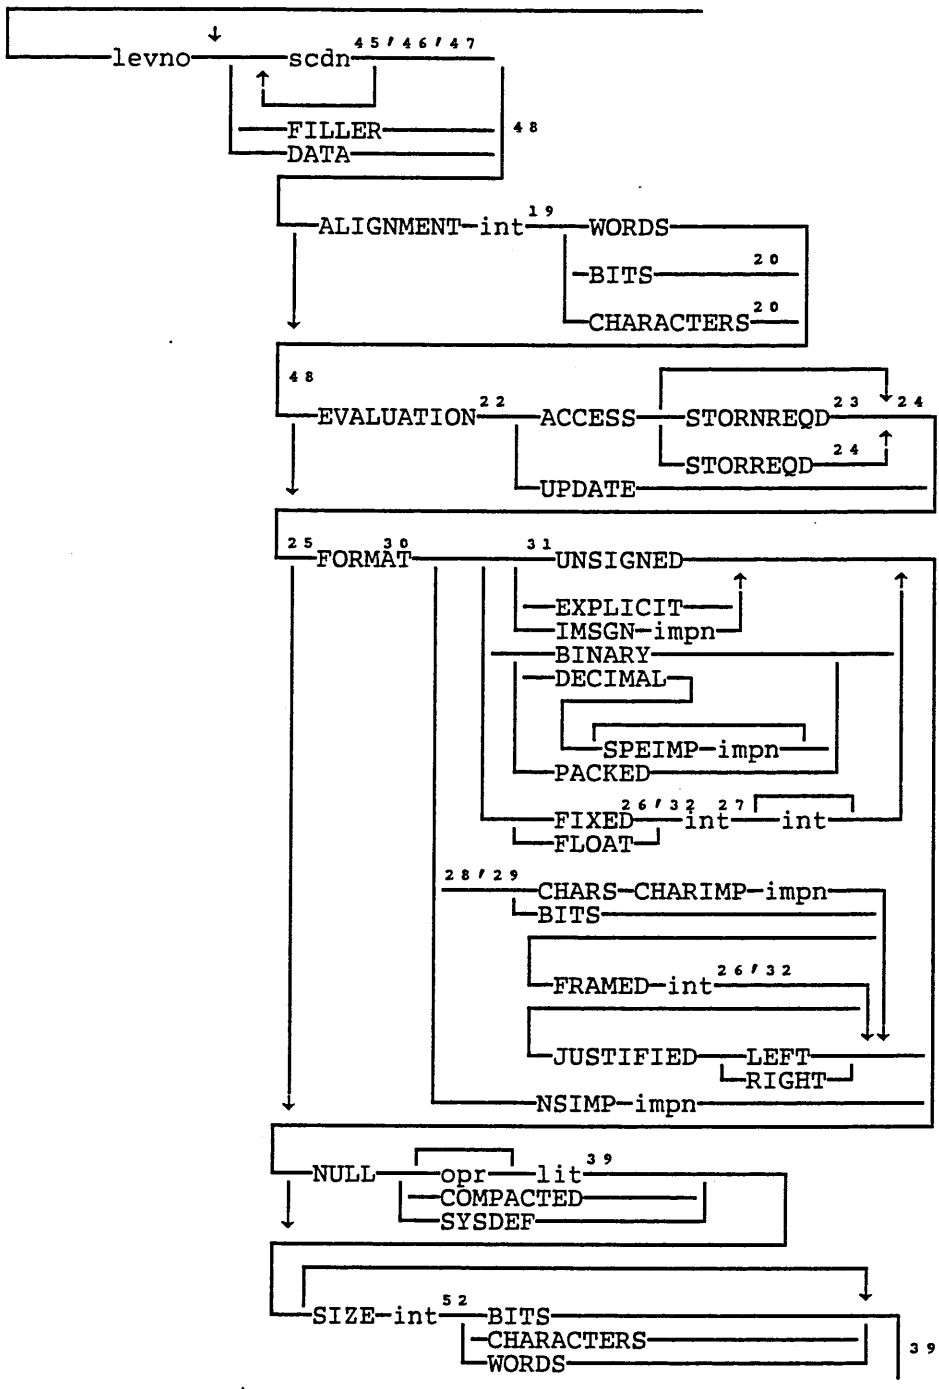 levno scdn 45'46'47
FILLER 48
DATA
ALIGNMENT int 19 WORDS
BITS 20
CHARACTERS 20
48
EVALUATION 22 ACCESS STORNREQD 23 24
STORREQD 24
UPDATE
25 FORMAT 30 31 UNSIGNED
EXPLICIT
IMSGN impn
BINARY
DECIMAL
SPEIMP impn
PACKED
FIXED 26'32 int 27 int
FLOAT
28'29 CHARS CHARIMP impn
BITS
FRAMED int 26'32
JUSTIFIED LEFT
RIGHT
NSIMP impn
NULL opr lit 39
COMPACTED
SYSDEF
SIZE int 52 BITS
CHARACTERS 39
WORDS